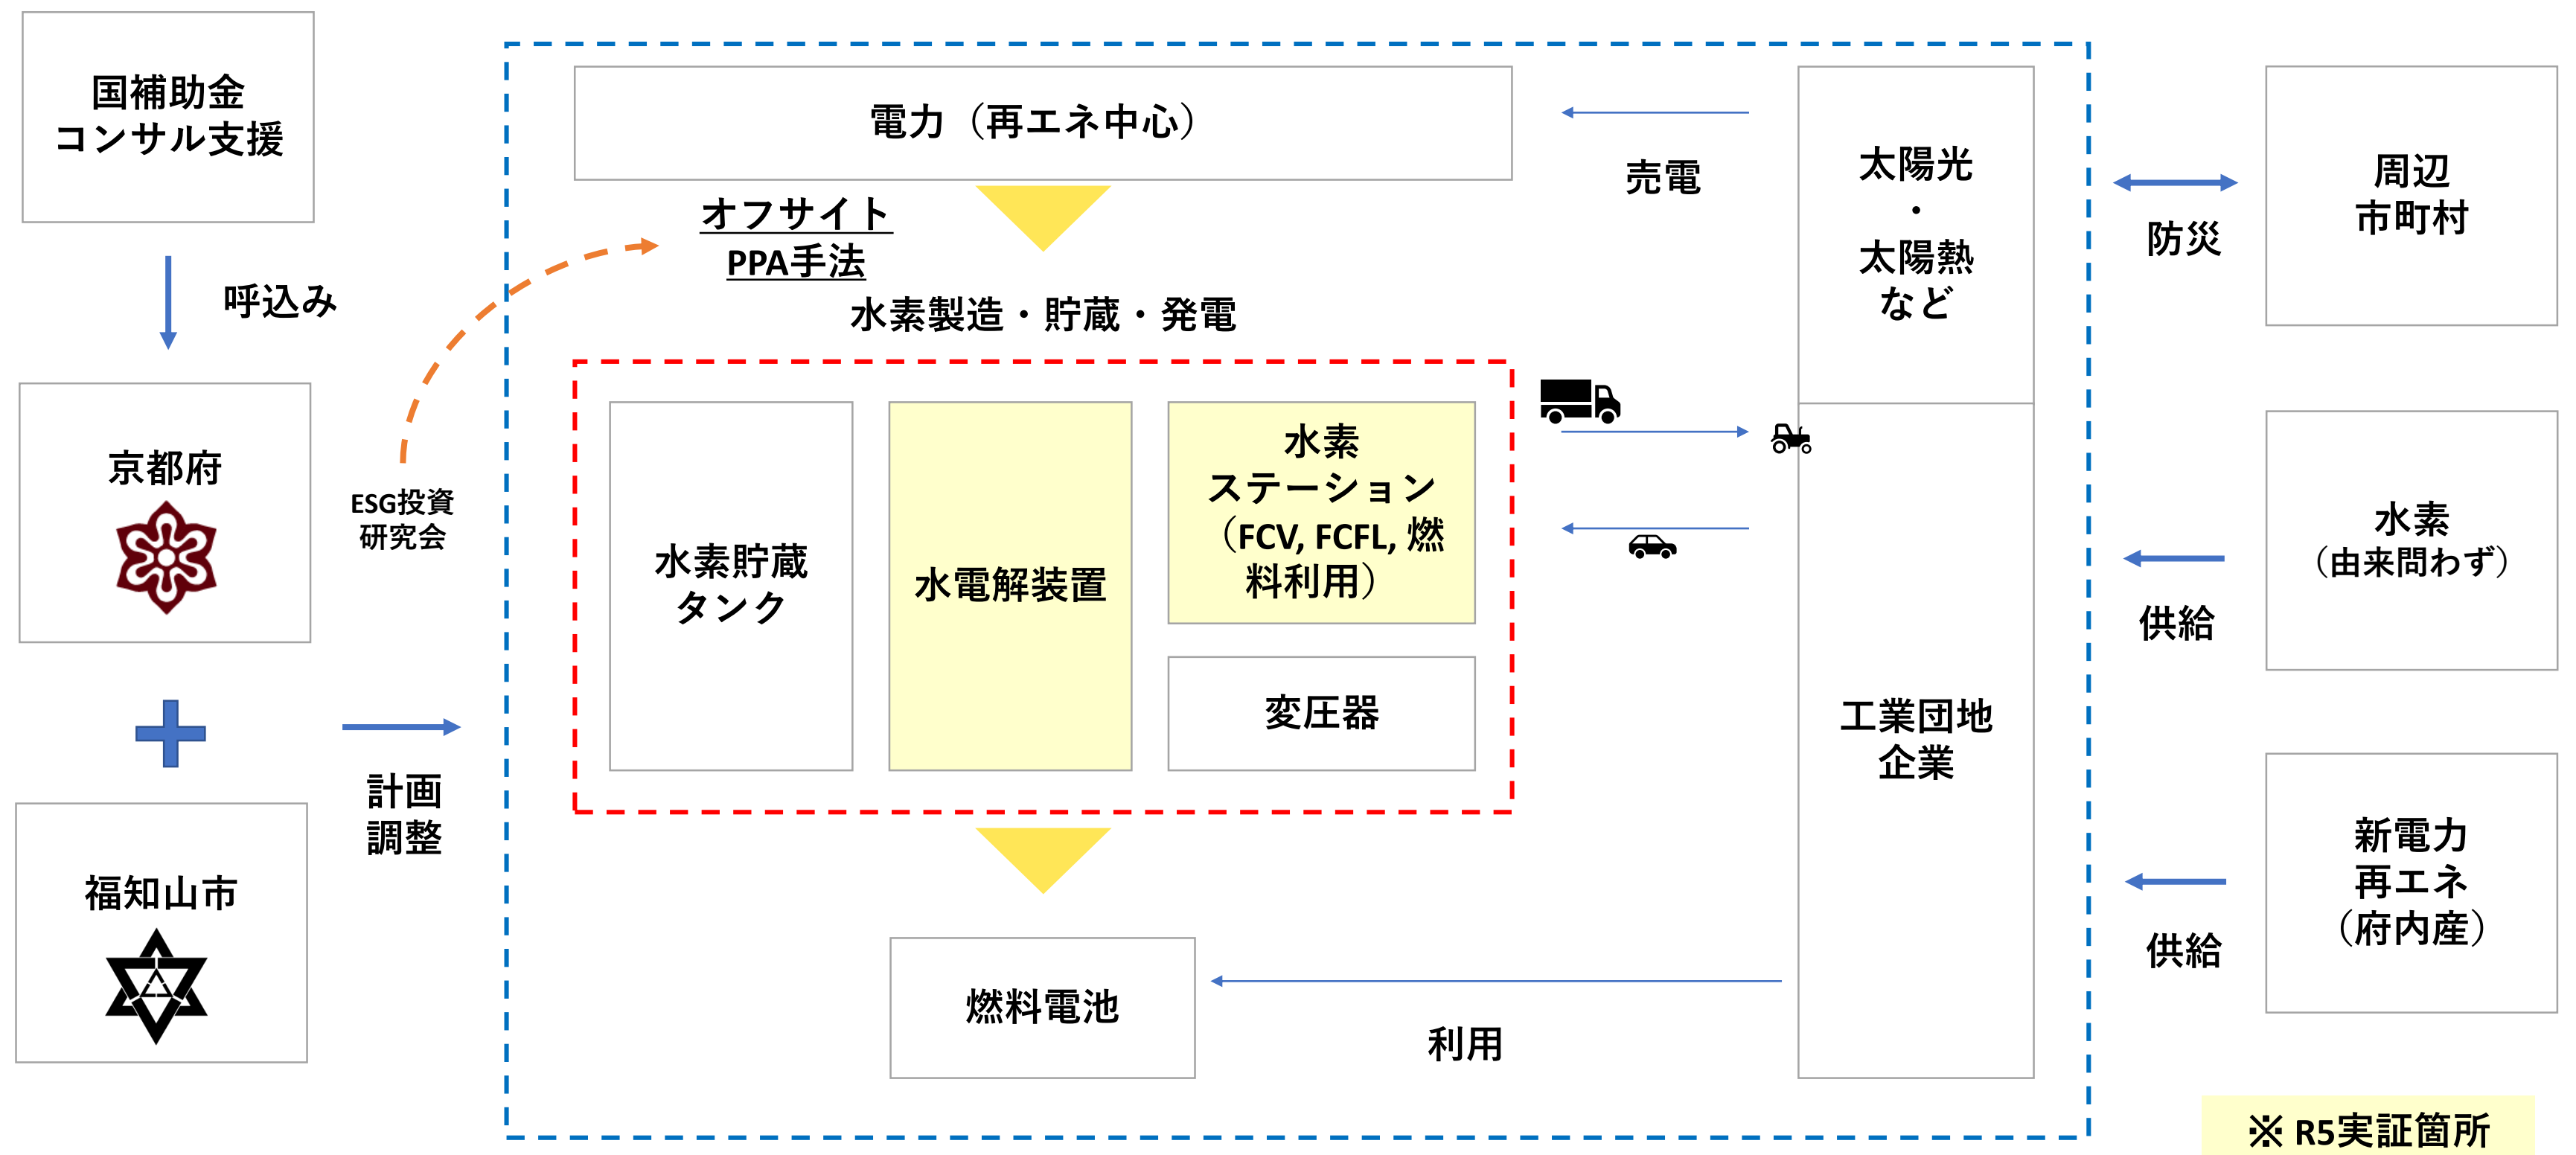 国補助金
コンサル支援
呼込み
京都府
ESG投資
研究会
福知山市
計画
調整
電力（再エネ中心）
オフサイト
PPA手法
水素製造・貯蔵・発電
水素貯蔵
タンク
水電解装置
水素
ステーション
（FCV, FCFL, 燃
料利用）
変圧器
燃料電池
売電
太陽光
・
太陽熱
など
工業団地
企業
利用
周辺
市町村
防災
水素
（由来問わず）
供給
新電力
再エネ
（府内産）
供給
※ R5実証箇所